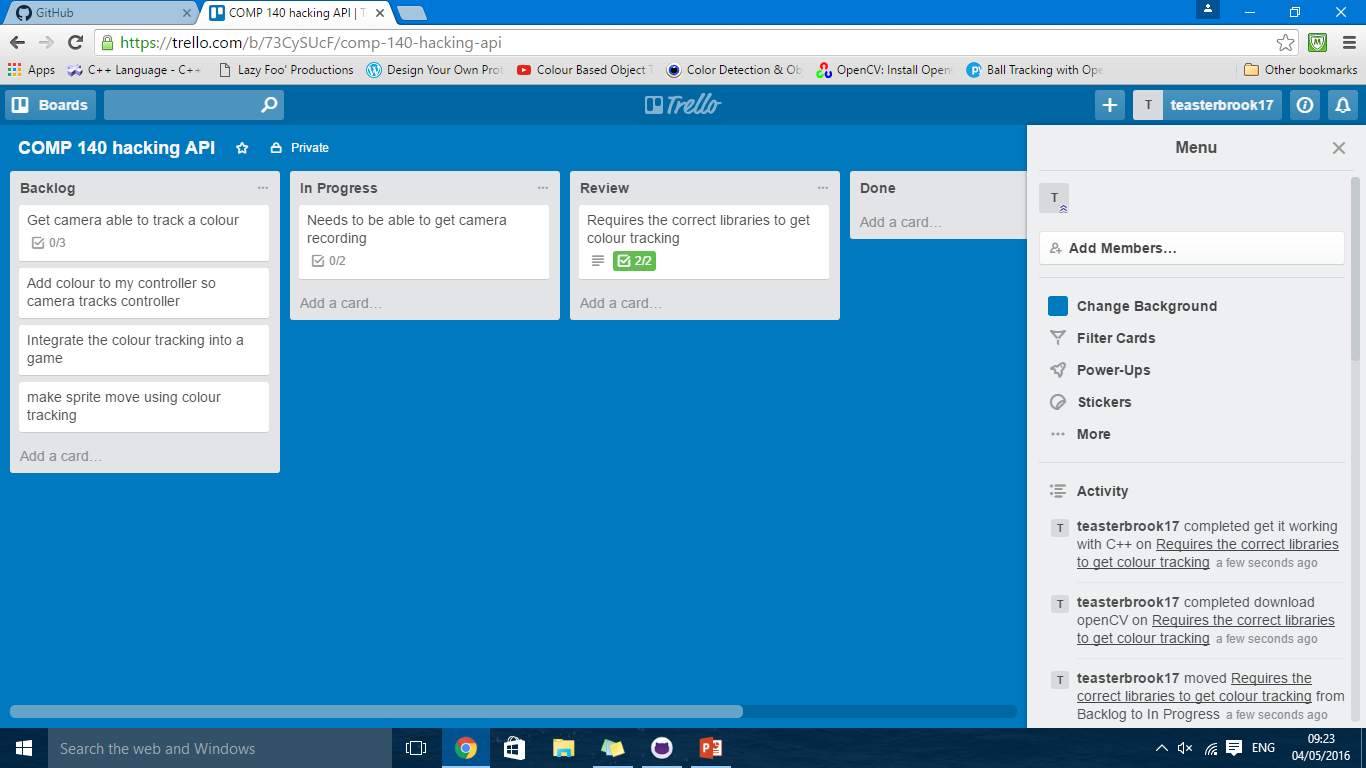 GitHub
COMP 140 hacking API | T
https://trello.com/b/73CySUcF/comp-140-hacking-api
Apps C++ Language - C++ Lazy Foo' Productions Design Your Own Prot Colour Based Object T Color Detection & Ob OpenCV: Install OpenC Ball Tracking with Ope Other bookmarks
Boards
Trello
T teasterbrook17
COMP 140 hacking API Private
Backlog
Get camera able to track a colour
0/3
Add colour to my controller so
camera tracks controller
Integrate the colour tracking into a
game
make sprite move using colour
tracking
Add a card…
In Progress
Needs to be able to get camera
recording
0/2
Add a card…
Review
Requires the correct libraries to get
colour tracking
2/2
Add a card…
Done
Add a card…
Menu
T
Add Members…
Change Background
Filter Cards
Power-Ups
Stickers
More
Activity
T teasterbrook17 completed get it working
with C++ on Requires the correct libraries
to get colour tracking a few seconds ago
T teasterbrook17 completed download
openCV on Requires the correct libraries
to get colour tracking a few seconds ago
T teasterbrook17 moved Requires the
correct libraries to get colour tracking from
Backlog to In Progress a few seconds ago
Search the web and Windows
ENG
09:23
04/05/2016